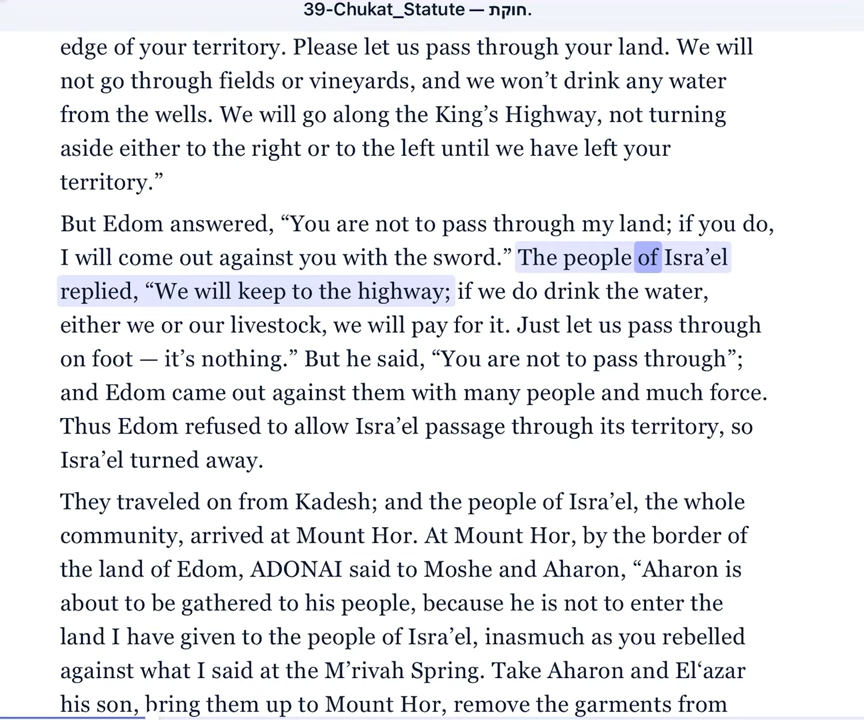 39-Chukat_Statute — חוקת.
edge of your territory. Please let us pass through your land. We will
not go through fields or vineyards, and we won’t drink any water
from the wells. We will go along the King’s Highway, not turning
aside either to the right or to the left until we have left your
territory.”
But Edom answered, “You are not to pass through my land; if you do,
I will come out against you with the sword.” The people of Isra’el
replied, “We will keep to the highway; if we do drink the water,
either we or our livestock, we will pay for it. Just let us pass through
on foot — it’s nothing.” But he said, “You are not to pass through”;
and Edom came out against them with many people and much force.
Thus Edom refused to allow Isra’el passage through its territory, so
Isra’el turned away.
They traveled on from Kadesh; and the people of Isra’el, the whole
community, arrived at Mount Hor. At Mount Hor, by the border of
the land of Edom, ADONAI said to Moshe and Aharon, “Aharon is
about to be gathered to his people, because he is not to enter the
land I have given to the people of Isra’el, inasmuch as you rebelled
against what I said at the M’rivah Spring. Take Aharon and El‘azar
his son, bring them up to Mount Hor, remove the garments from